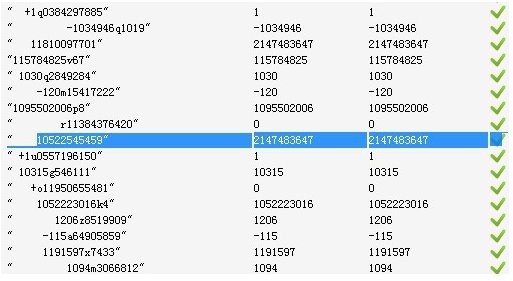 "  +1q0384297885"  1  1
"  -1034946q1019"  -1034946  -1034946
"  11810097701"  2147483647  2147483647
"115784825v67"  115784825  115784825
"  1030q2849284"  1030  1030
"  -120m15417222"  -120  -120
"1095502006p8"  1095502006  1095502006
"  r11384376420"  0  0
"  10522545459"  2147483647  2147483647
"  +1u0557196150"  1  1
"  10315g546111"  10315  10315
"  +o11950655481"  0  0
"  1052223016k4"  1052223016  1052223016
"  1206z8519909"  1206  1206
"  -115a64905859"  -115  -115
"  1191597x7433"  1191597  1191597
"  1094m3066812"  1094  1094